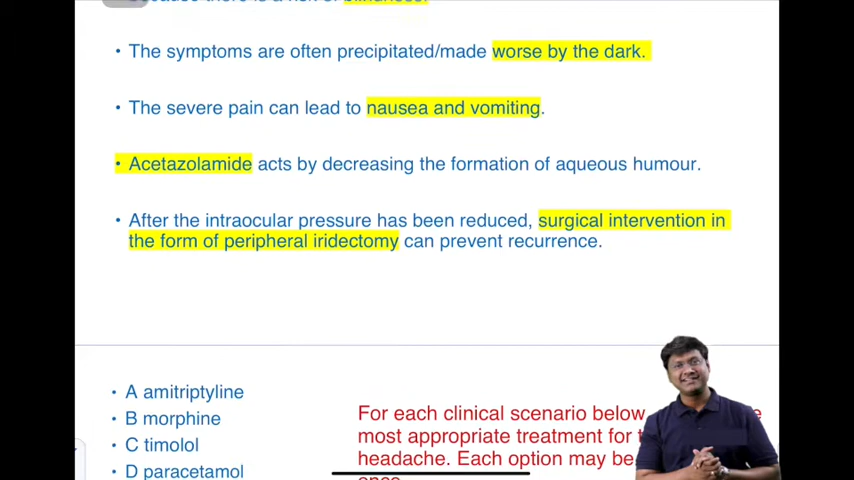 • The symptoms are often precipitated/made worse by the dark.
• The severe pain can lead to nausea and vomiting.
• Acetazolamide acts by decreasing the formation of aqueous humour.
• After the intraocular pressure has been reduced, surgical intervention in
the form of peripheral iridectomy can prevent recurrence.
• A amitriptyline
• B morphine
• C timolol
• D paracetamol
For each clinical scenario below
most appropriate treatment for
headache. Each option may be